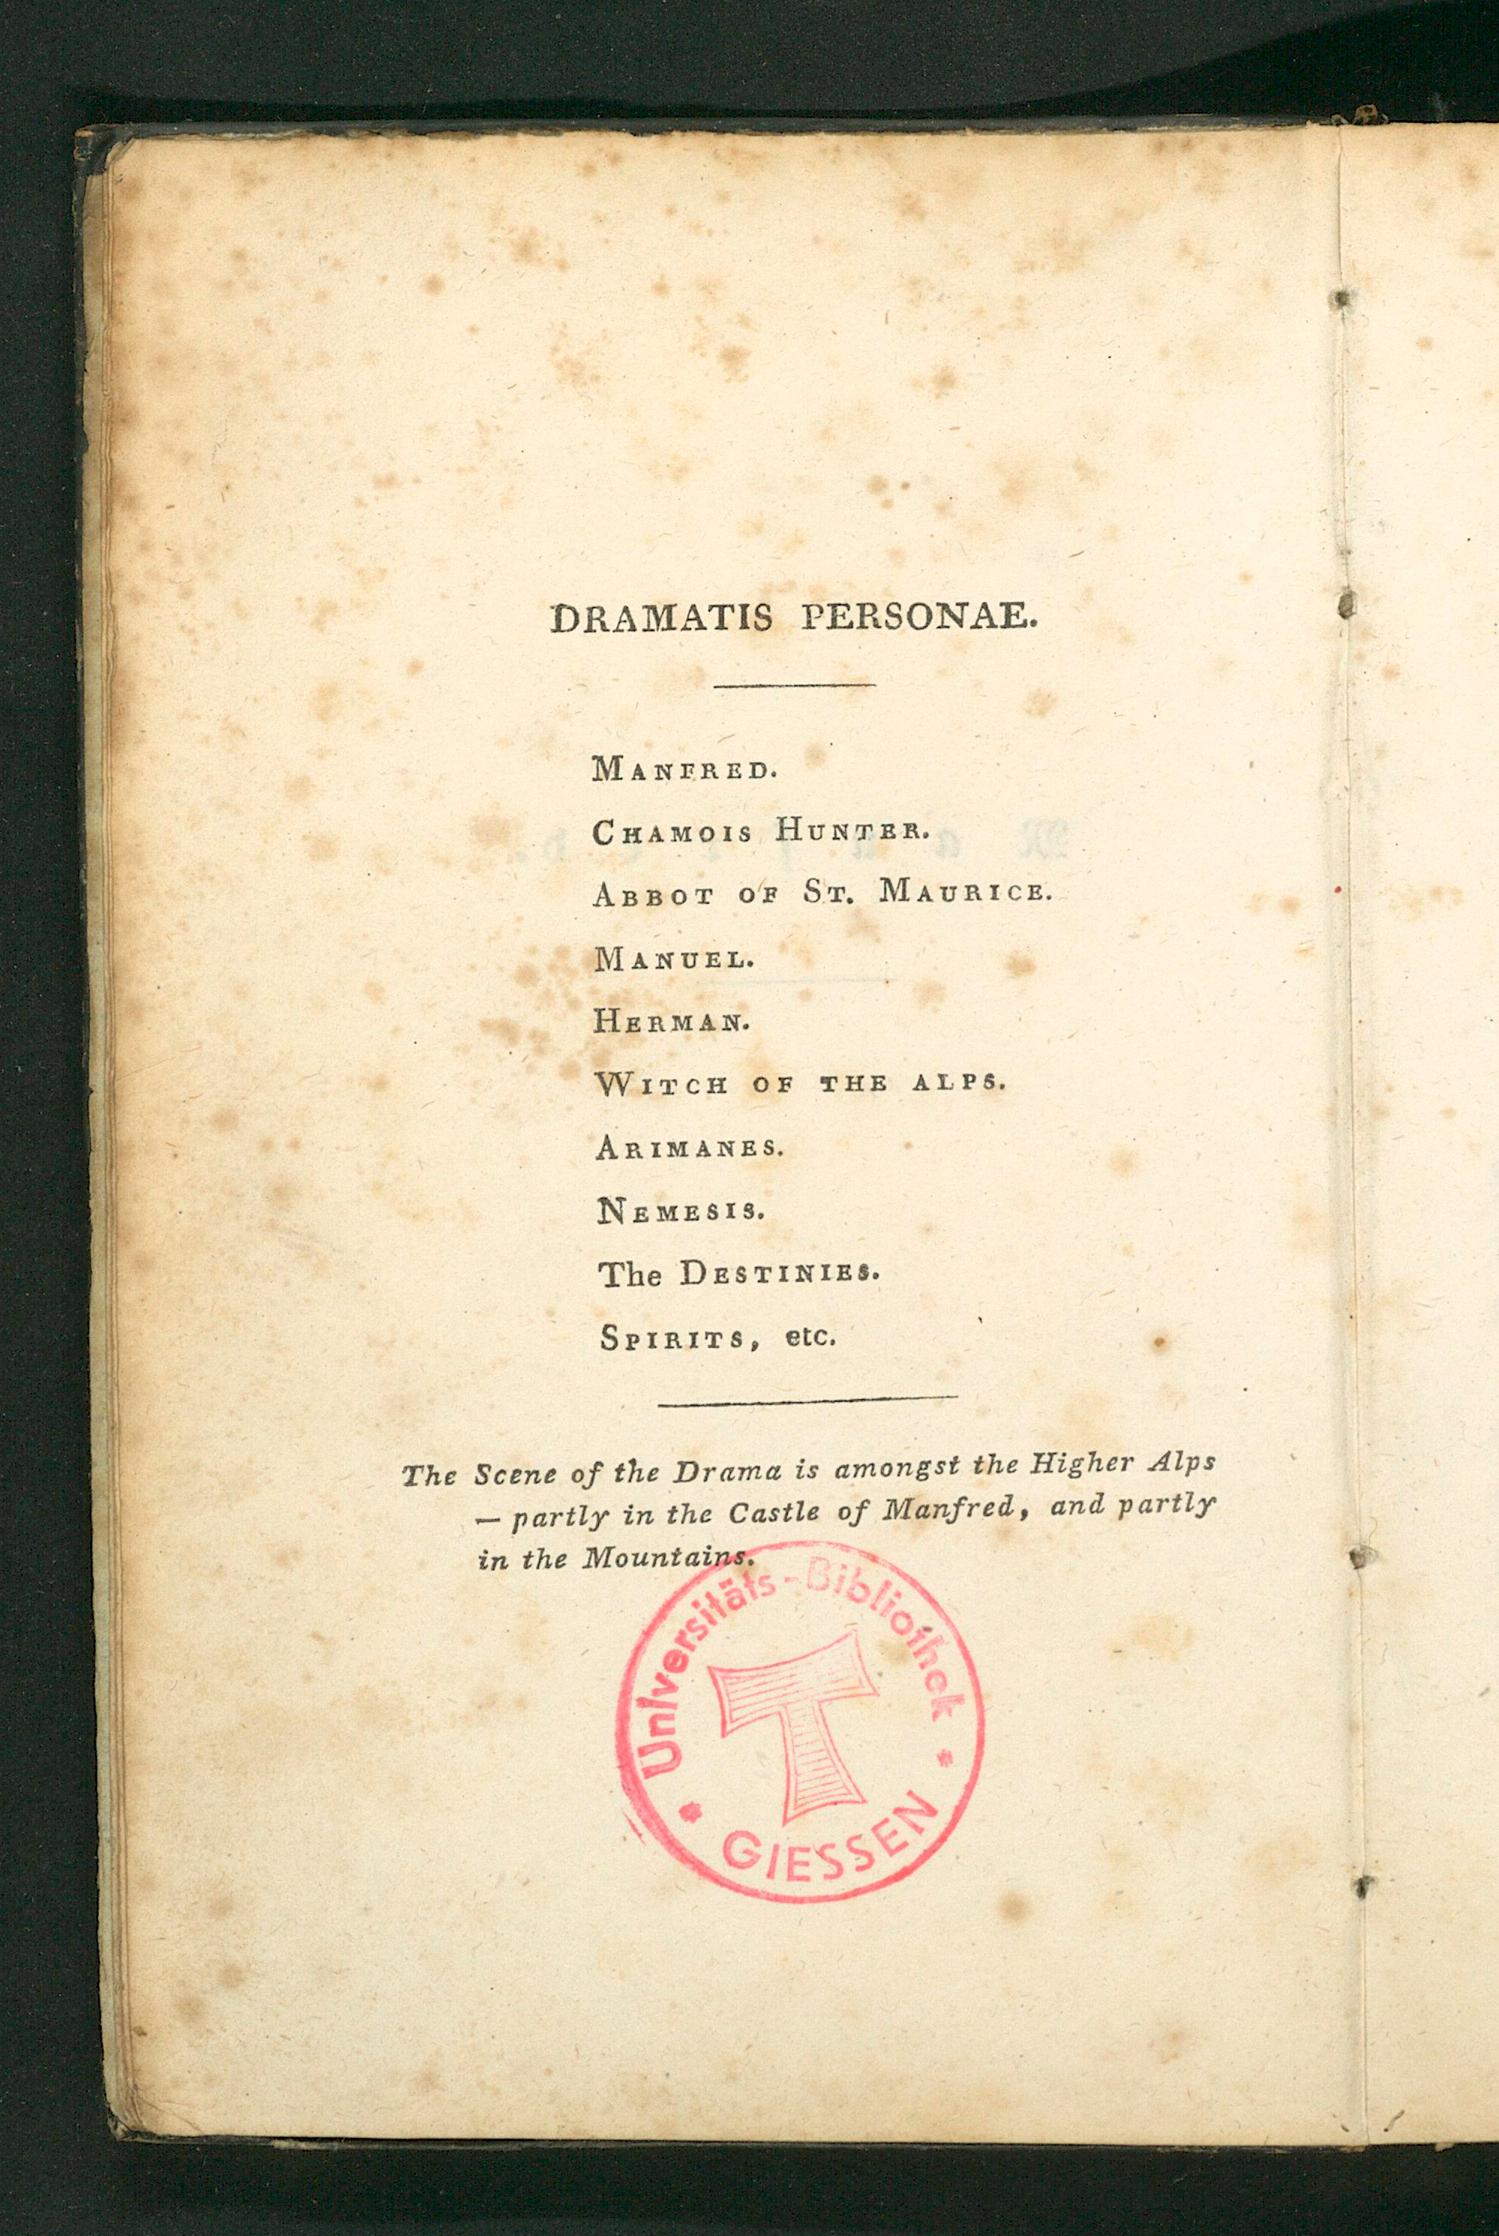 DRAMATIS PERSONAE.
MANFRED.
CHAMOIS HUNTER.
ABBOT OF ST. MAURICE.
MANUEL.
HERMAN.
WITCH OF THE ALPS.
ARIMANES.
NEMESIS.
The DESTINIES.
SPIRITS, etc.
The Scene of the Drama is amongst the Higher Alps
— partly in the Castle of Manfred, and partly
in the Mountains.
Universitäts-Bibliothek
GIESSEN